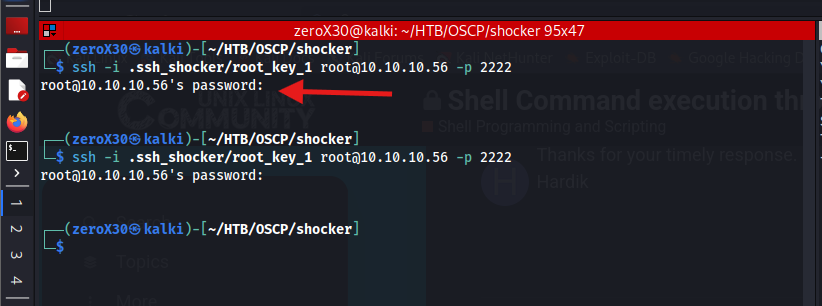 zeroX30@kalki: ~/HTB/OSCP/shocker 95x47
┌──(zeroX30㉿kalki)-[~/HTB/OSCP/shocker]
└─$ ssh -i .ssh_shocker/root_key_1 root@10.10.10.56 -p 2222
root@10.10.10.56's password:
UNIX LINUX
COMMUNITY
Exploit-DB
Google Hacking
Shell Command execution
Shell Programming and Scripting
┌──(zeroX30㉿kalki)-[~/HTB/OSCP/shocker]
└─$ ssh -i .ssh_shocker/root_key_1 root@10.10.10.56 -p 2222
root@10.10.10.56's password:
Thanks for your timely response
H
Hardik
┌──(zeroX30㉿kalki)-[~/HTB/OSCP/shocker]
└─$
Topics
More
1
2
3
4